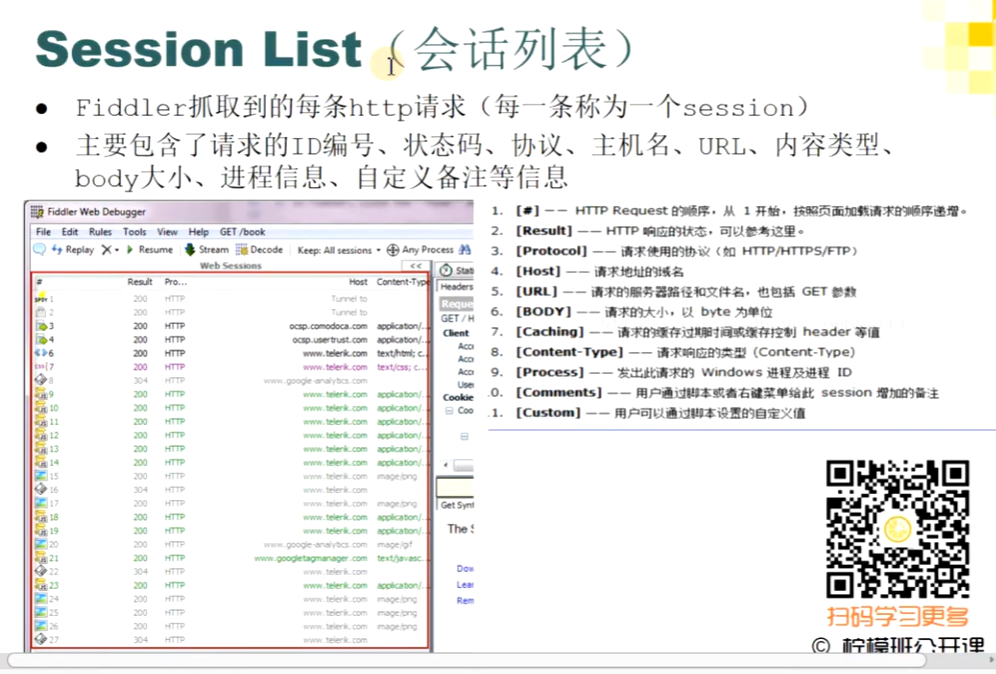 Session List（会话列表）
● Fiddler抓取到的每条http请求（每一条称为一个session）
● 主要包含了请求的ID编号、状态码、协议、主机名、URL、内容类型、
body大小、进程信息、自定义备注等信息
Fiddler Web Debugger
File Edit Rules Tools View Help GET /book
Replay Resume Stream Decode Keep: All sessions Any Process
Web Sessions <<
# Result Pro... Host Content-Type
1 200 HTTP Tunnel to
2 200 HTTP Tunnel to
3 200 HTTP ocsp.comodoca.com application/...
4 200 HTTP ocsp.usertrust.com application/...
6 200 HTTP www.telerik.com text/html; c...
7 200 HTTP www.telerik.com text/css; c...
8 304 HTTP www.google-analytics.com
9 200 HTTP www.telerik.com application/...
10 200 HTTP www.telerik.com application/...
11 200 HTTP www.telerik.com application/...
12 200 HTTP www.telerik.com application/...
13 200 HTTP www.telerik.com application/...
14 200 HTTP www.telerik.com application/...
15 200 HTTP www.telerik.com image/png
16 304 HTTP www.telerik.com
17 200 HTTP www.telerik.com image/png
18 200 HTTP www.telerik.com application/...
19 200 HTTP www.telerik.com application/...
20 200 HTTP www.google-analytics.com image/gif
21 200 HTTP www.googletagmanager.com text/javasc...
22 304 HTTP www.telerik.com
23 200 HTTP www.telerik.com application/...
24 200 HTTP www.telerik.com image/png
25 200 HTTP www.telerik.com image/png
26 200 HTTP www.telerik.com image/png
27 304 HTTP www.telerik.com
Headers
GET / H
Client
Acc
Acc
Acc
Use
Cookie
Coo
Get Synt
The S
Dow
Lea
Rem
1. [#] —— HTTP Request 的顺序，从 1 开始，按照页面加载请求的顺序递增。
2. [Result] —— HTTP 响应的状态，可以参考这里。
3. [Protocol] —— 请求使用的协议（如 HTTP/HTTPS/FTP）
4. [Host] —— 请求地址的域名
5. [URL] —— 请求的服务器路径和文件名，也包括 GET 参数
6. [BODY] —— 请求的大小，以 byte 为单位
7. [Caching] —— 请求的缓存过期时间或缓存控制 header 等值
8. [Content-Type] —— 请求响应的类型（Content-Type）
9. [Process] —— 发出此请求的 Windows 进程及进程 ID
0. [Comments] —— 用户通过脚本或者右键菜单给此 session 增加的备注
1. [Custom] —— 用户可以通过脚本设置的自定义值
扫码学习更多
© 柠檬班公开课